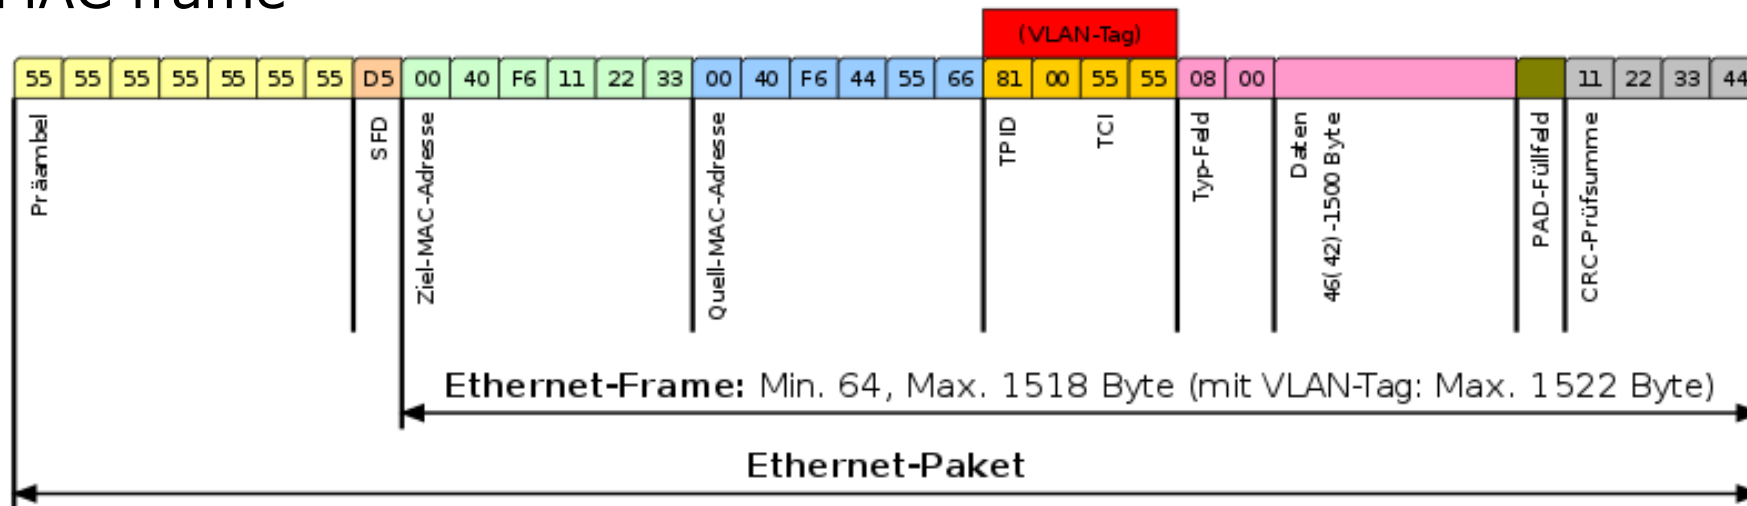 MAC frame
(VLAN-Tag)
55 55 55 55 55 55 55 D5 00 40 F6 11 22 33 00 40 F6 44 55 66 81 00 55 55 08 00 11 22 33 44
Präambel
SFD
Ziel-MAC-Adresse
Quell-MAC-Adresse
TPID
TCI
Typ-Feld
Daten
46(42)-1500 Byte
PAD-Füllfeld
CRC-Prüfsumme
Ethernet-Frame: Min. 64, Max. 1518 Byte (mit VLAN-Tag: Max. 1522 Byte)
Ethernet-Paket